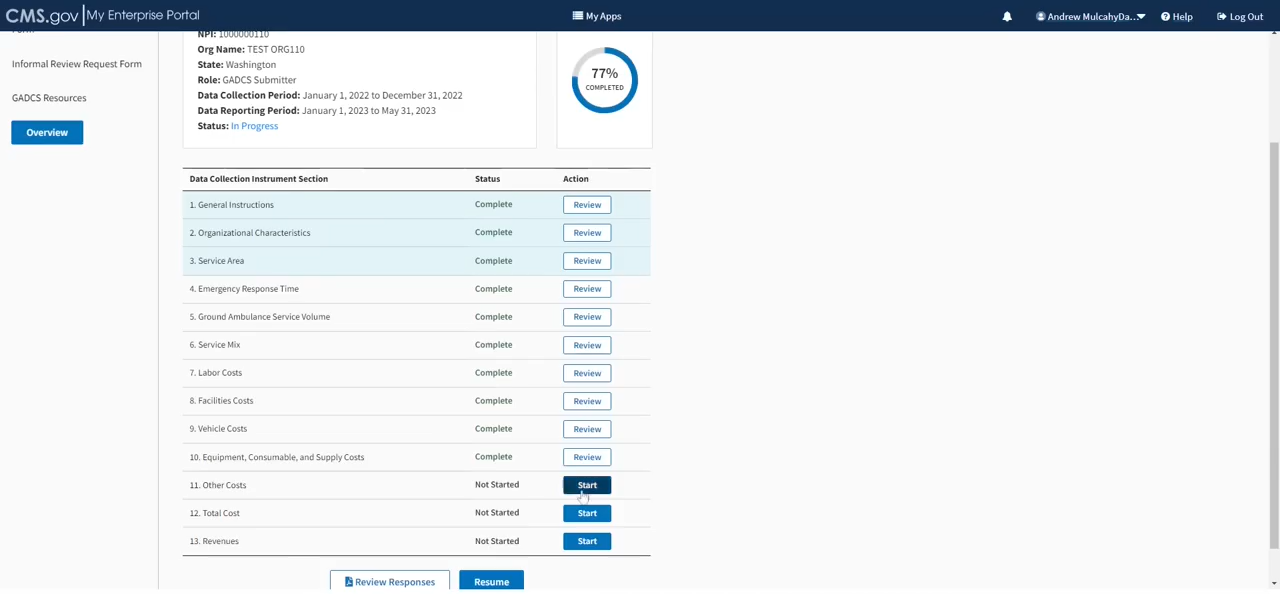 CMS.gov My Enterprise Portal
My Apps
Andrew MulcahyDa...
Help
Log Out
Informal Review Request Form
GADCS Resources
Overview
NPI: 1000000110
Org Name: TEST ORG110
State: Washington
Role: GADCS Submitter
Data Collection Period: January 1, 2022 to December 31, 2022
Data Reporting Period: January 1, 2023 to May 31, 2023
Status: In Progress
77%
COMPLETED
Data Collection Instrument Section Status Action
1. General Instructions Complete Review
2. Organizational Characteristics Complete Review
3. Service Area Complete Review
4. Emergency Response Time Complete Review
5. Ground Ambulance Service Volume Complete Review
6. Service Mix Complete Review
7. Labor Costs Complete Review
8. Facilities Costs Complete Review
9. Vehicle Costs Complete Review
10. Equipment, Consumable, and Supply Costs Complete Review
11. Other Costs Not Started Start
12. Total Cost Not Started Start
13. Revenues Not Started Start
Review Responses Resume